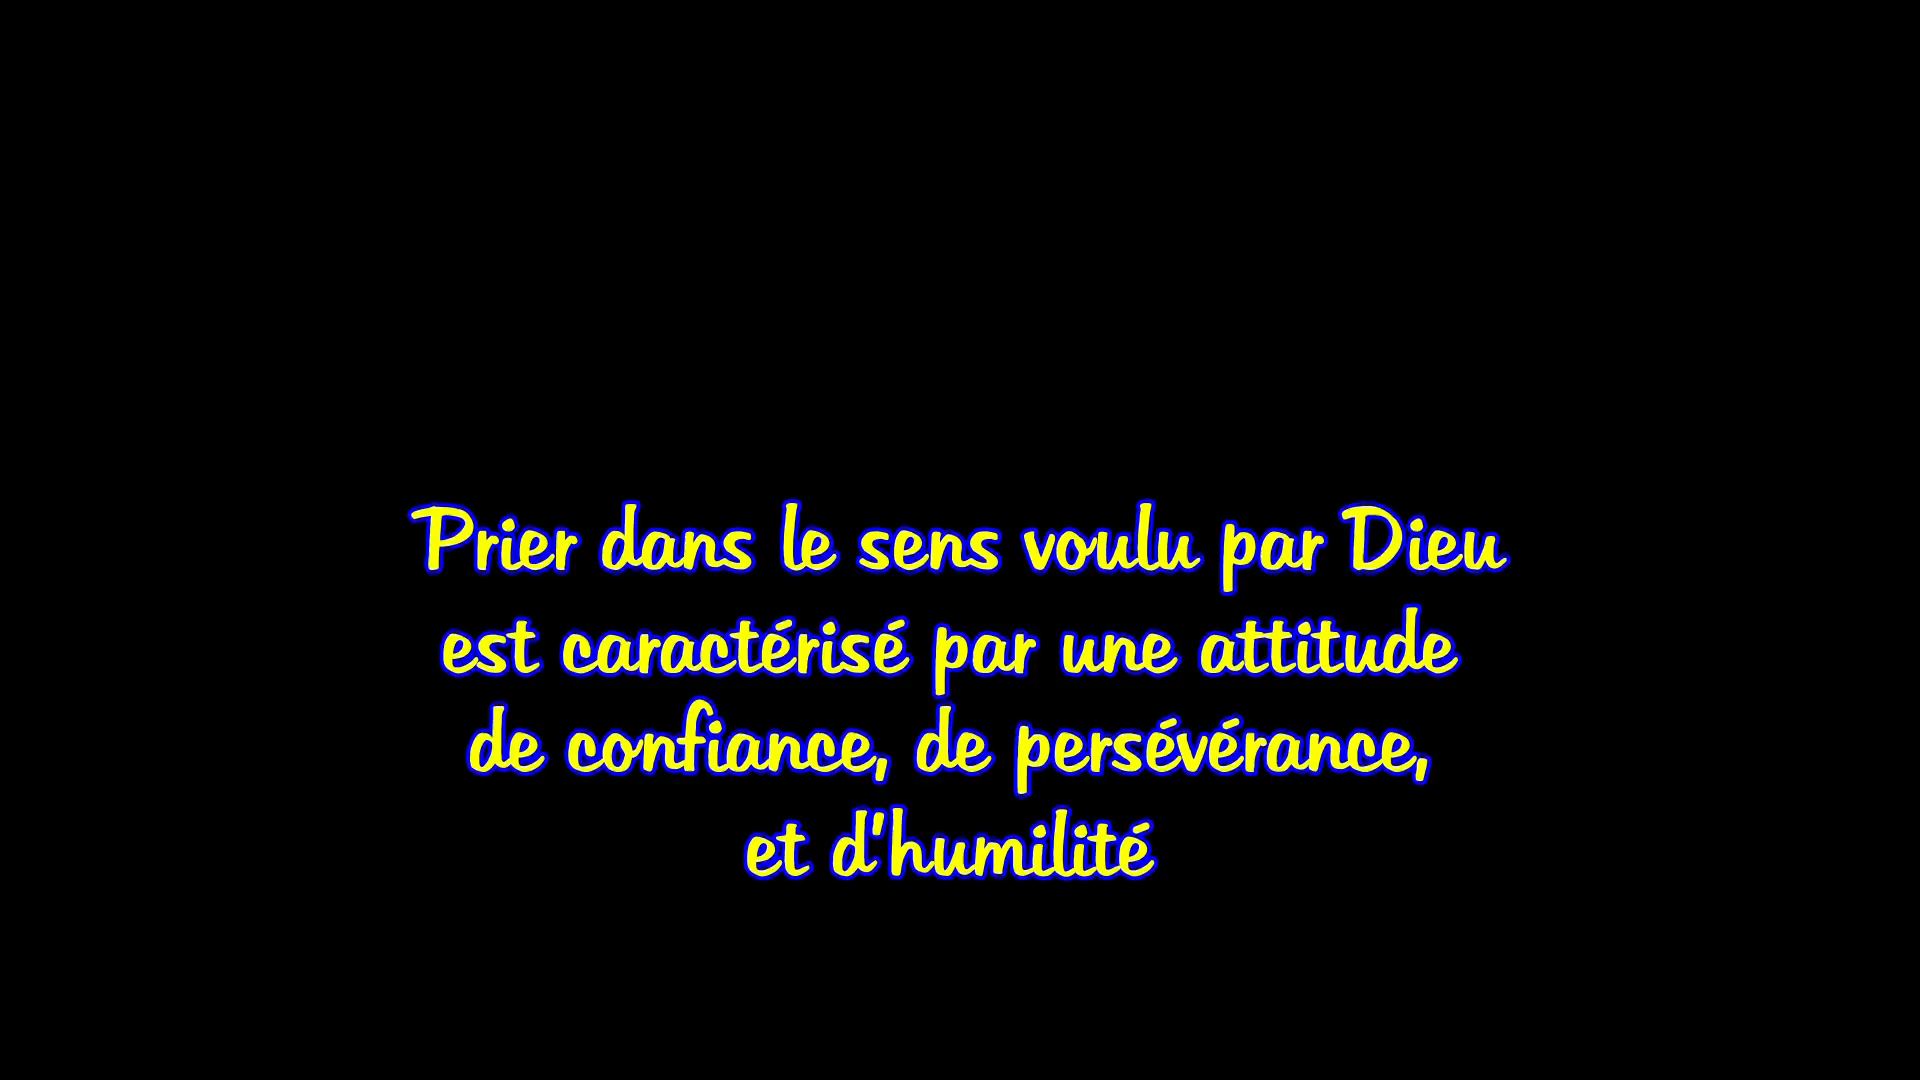 Prier dans le sens voulu par Dieu
est caractérisé par une attitude
de confiance, de persévérance,
et d'humilité